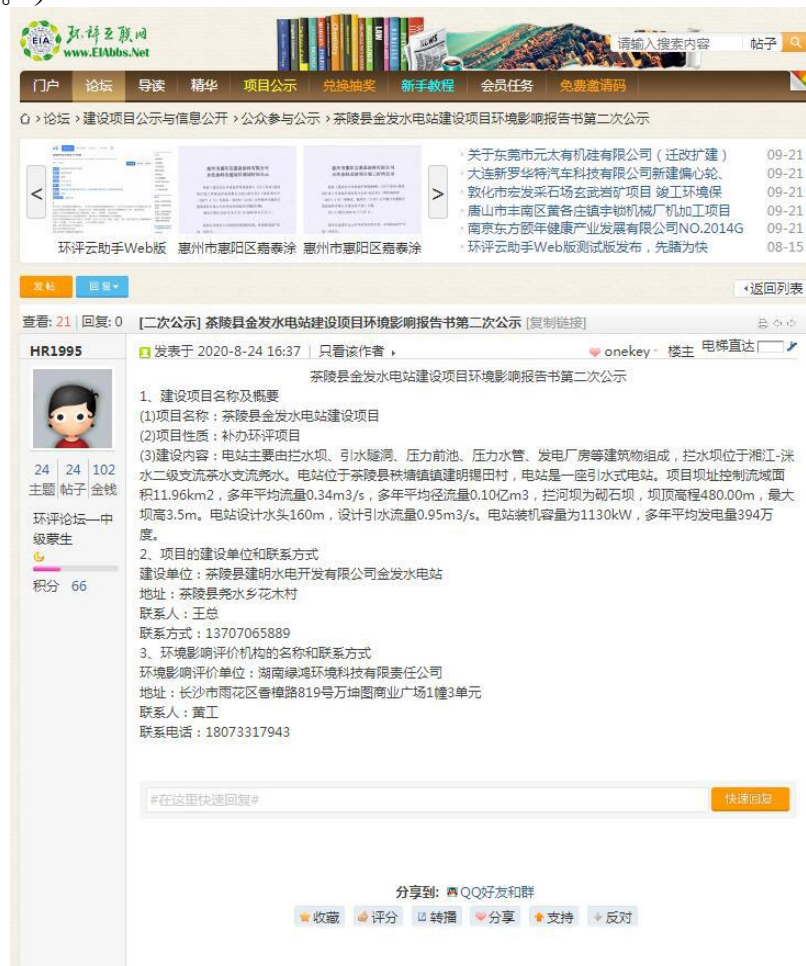 。 )
EIA 环评互联网
www.EIAbbs.Net
请输入搜索内容 帖子
门户 论坛 导读 精华 项目公示 兑换抽奖 新手教程 会员任务 免费邀请码
›论坛›建设项目公示与信息公开›公众参与公示›茶陵县金发水电站建设项目环境影响报告书第二次公示
关于东莞市元太有机硅有限公司（迁改扩建） 09-21
大连新罗华特汽车科技有限公司新建偏心轮、 09-21
敦化市宏发采石场玄武岩矿项目 竣工环境保 09-21
唐山市丰南区黄各庄镇宇锁机械厂机加工项目 09-21
南京东方颐年健康产业发展有限公司NO.2014G 09-21
环评云助手Web版测试版发布，先睹为快 08-15
环评云助手Web版 惠州市惠阳区嘉泰涂 惠州市惠阳区嘉泰涂
发帖 回复 返回列表
查看: 21 | 回复: 0 [二次公示] 茶陵县金发水电站建设项目环境影响报告书第二次公示 [复制链接]
HR1995 发表于 2020-8-24 16:37 | 只看该作者 onekey 楼主 电梯直达
茶陵县金发水电站建设项目环境影响报告书第二次公示
1、建设项目名称及概要
(1)项目名称：茶陵县金发水电站建设项目
(2)项目性质：补办环评项目
(3)建设内容：电站主要由拦水坝、引水隧洞、压力前池、压力水管、发电厂房等建筑物组成，拦水坝位于湘江-洣
水二级支流茶水支流尧水。电站位于茶陵县秩塘镇镇建明锡田村，电站是一座引水式电站。项目坝址控制流域面
积11.96km2，多年平均流量0.34m3/s，多年平均径流量0.10亿m3，拦河坝为砌石坝，坝顶高程480.00m，最大
坝高3.5m。电站设计水头160m，设计引水流量0.95m3/s。电站装机容量为1130kW，多年平均发电量394万
度。
2、项目的建设单位和联系方式
建设单位：茶陵县建明水电开发有限公司金发水电站
地址：茶陵县尧水乡花木村
联系人：王总
联系方式：13707065889
3、环境影响评价机构的名称和联系方式
环境影响评价单位：湖南绿鸿环境科技有限责任公司
地址：长沙市雨花区香樟路819号万坤图商业广场1幢3单元
联系人：黄工
联系电话：18073317943
24 24 102
主题 帖子 金钱
环评论坛—中
级蒙生
积分 66
#在这里快速回复# 快速回复
分享到: QQ好友和群
收藏 评分 转播 分享 支持 反对